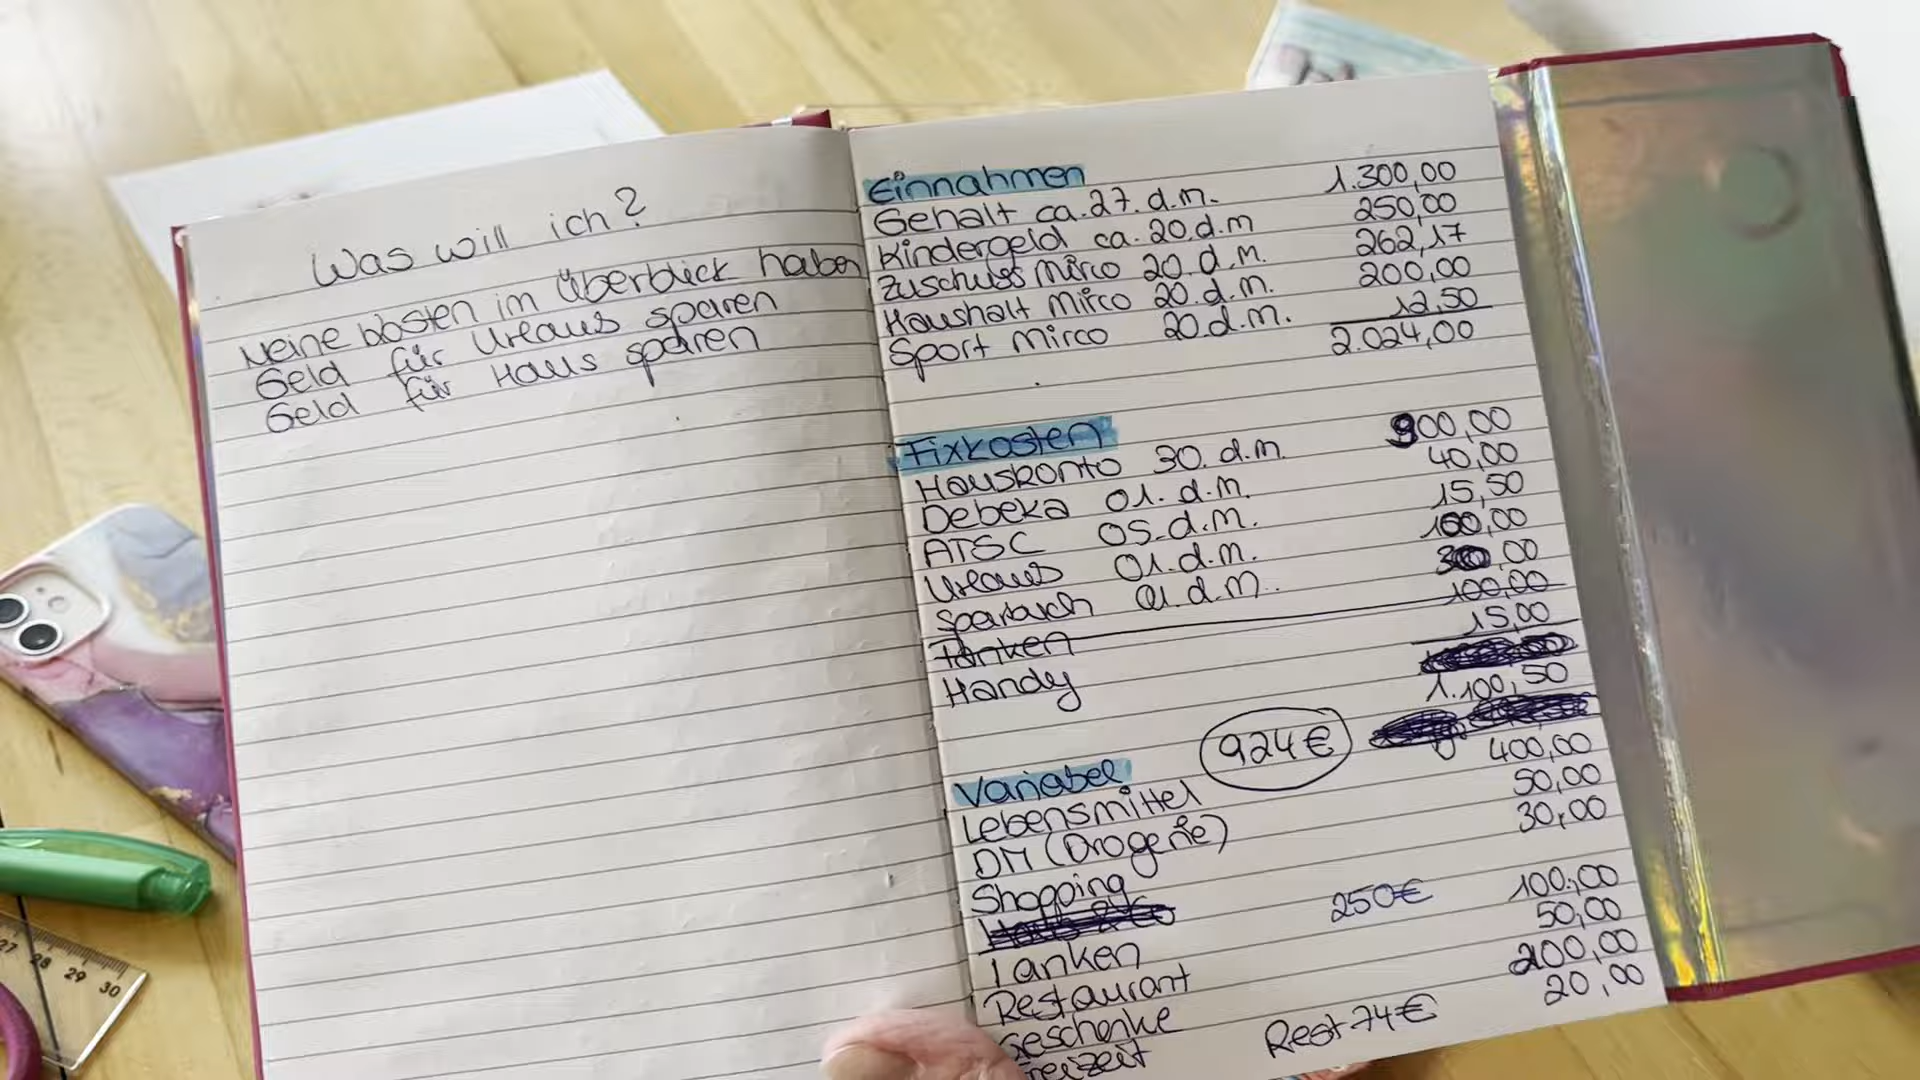 Was will ich?
Meine Kosten im Überblick haben
Geld für Urlaub sparen
Geld für Haus sparen
Einnahmen
Gehalt ca. 27. d.m. 1.300,00
Kindergeld ca. 20.d.m 250,00
Zuschuss Mirco 20. d.m. 262,17
Haushalt Mirco 20. d.m. 200,00
Sport Mirco 20.d.m. 12,50
2.024,00
Fixkosten
Hauskonto 30. d.m. 900,00
Debeka 01. d.m. 40,00
ATSC 05. d.m. 15,50
Urlaub 01. d.m. 100,00
Sparbuch 01. d.m. ,00
Tanken 100,00
Handy 15,00
1.100,50
924€
Variabel
Lebensmittel 400,00
DM (Drogerie) 50,00
Shopping 30,00
Tanken 250€ 100,00
Restaurant 50,00
Geschenke 200,00
Freizeit 20,00
Rest 74€
27 28 29 30